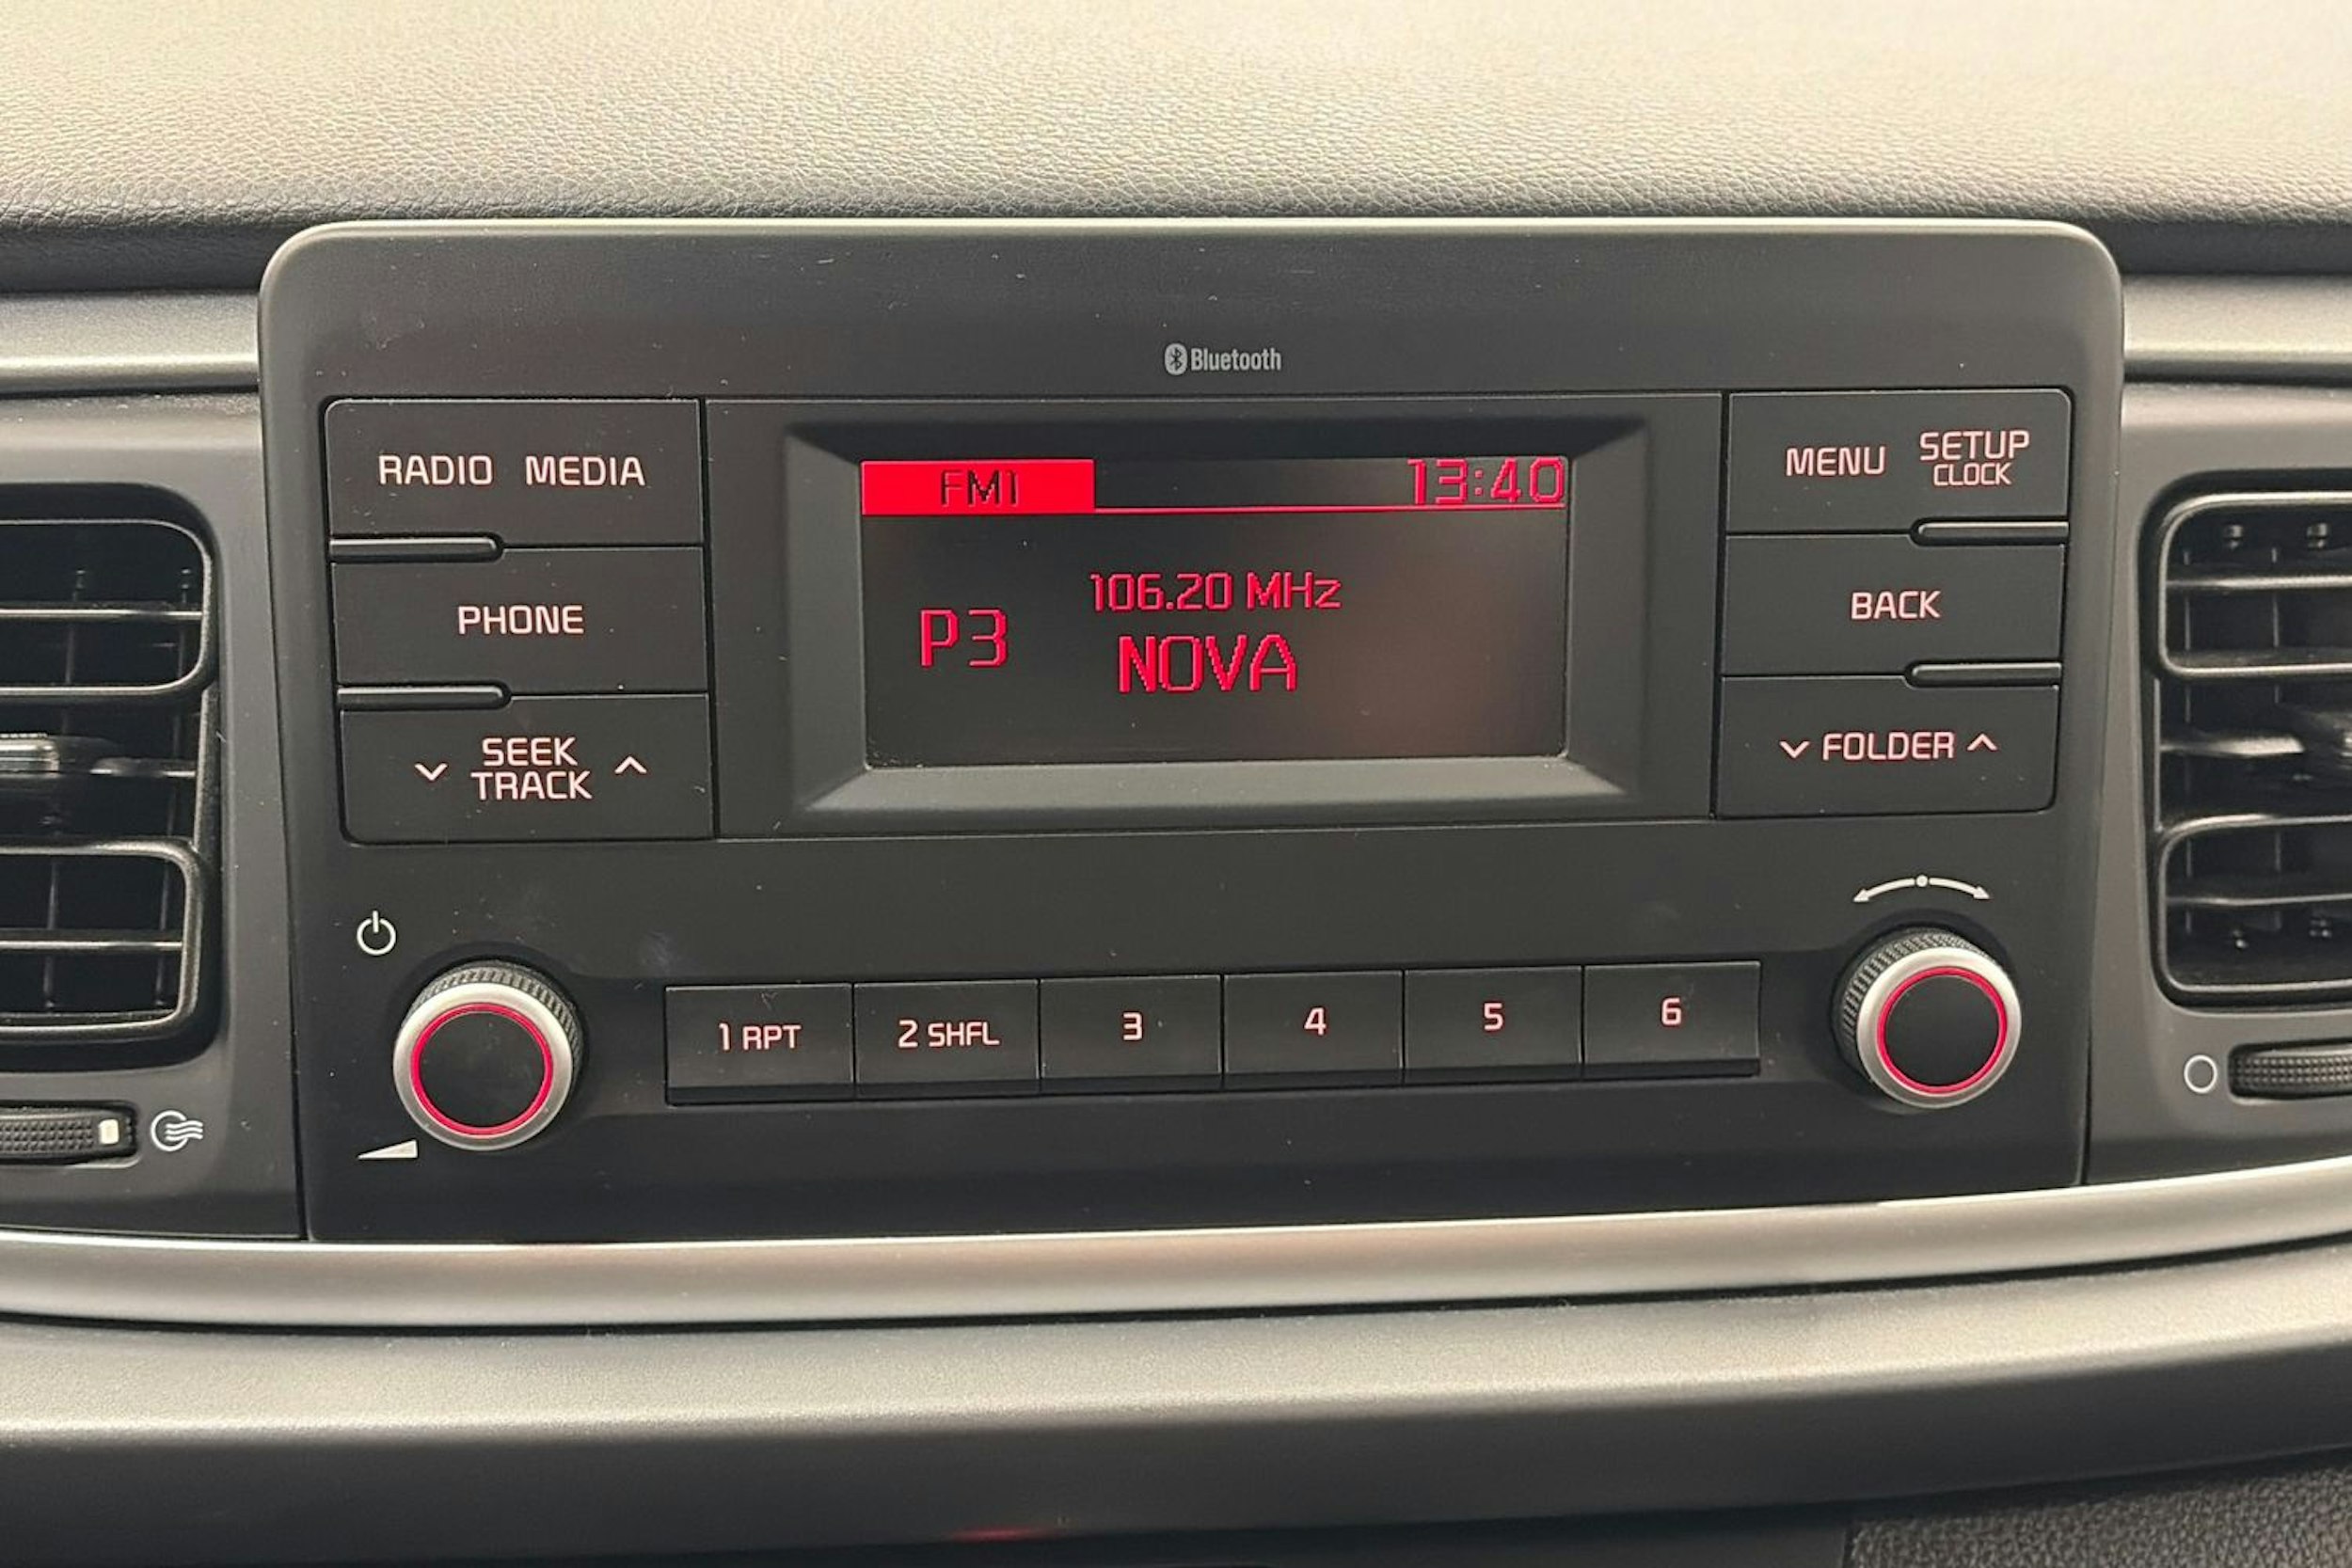 Bluetooth
RADIO MEDIA
PHONE
SEEK
TRACK
FM1 13:40
106.20 MHz
P3
NOVA
MENU SETUP
CLOCK
BACK
FOLDER
1 RPT 2 SHFL 3 4 5 6